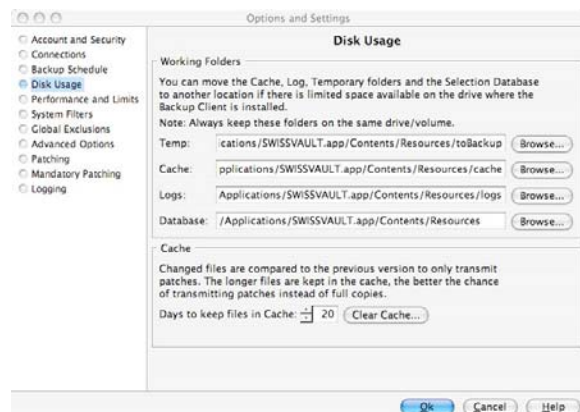 Options and Settings
Account and Security
Connections
Backup Schedule
Disk Usage
Performance and Limits
System Filters
Global Exclusions
Advanced Options
Patching
Mandatory Patching
Logging
Disk Usage
Working Folders
You can move the Cache, Log, Temporary folders and the Selection Database
to another location if there is limited space available on the drive where the
Backup Client is installed.
Note: Always keep these folders on the same drive/volume.
Temp: cations/SWISSVAULT.app/Contents/Resources/toBackup Browse...
Cache: pplications/SWISSVAULT.app/Contents/Resources/cache Browse...
Logs: Applications/SWISSVAULT.app/Contents/Resources/logs Browse...
Database: /Applications/SWISSVAULT.app/Contents/Resources Browse...
Cache
Changed files are compared to the previous version to only transmit
patches. The longer files are kept in the cache, the better the chance
of transmitting patches instead of full copies.
Days to keep files in Cache: 20 Clear Cache...
Ok Cancel Help